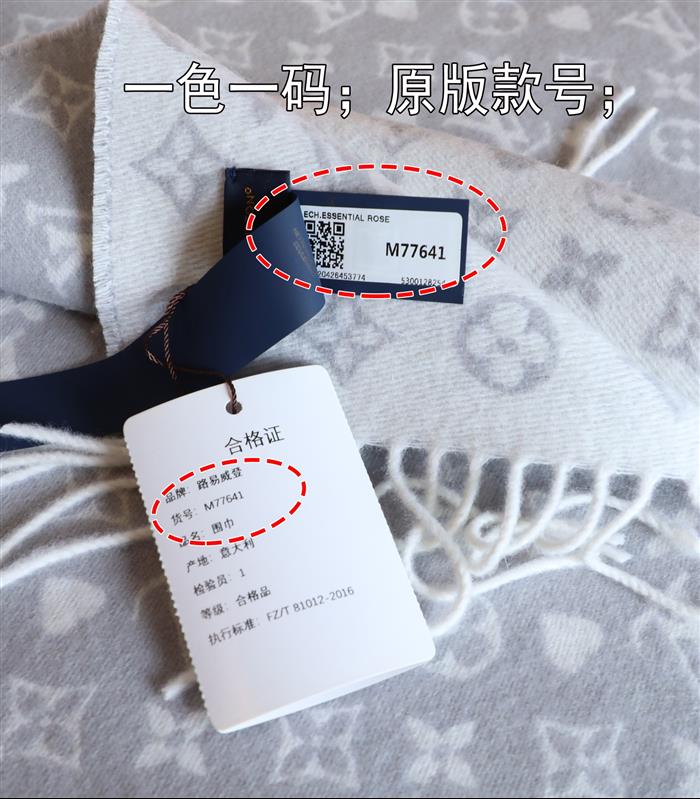 一色一码；原版款号；
ECH.ESSENTIAL ROSE
M77641
20426453774
合格证
品牌：路易威登
货号：M77641
品名：围巾
产地：意大利
检验员：1
等级：合格品
执行标准：FZ/T 81012-2016